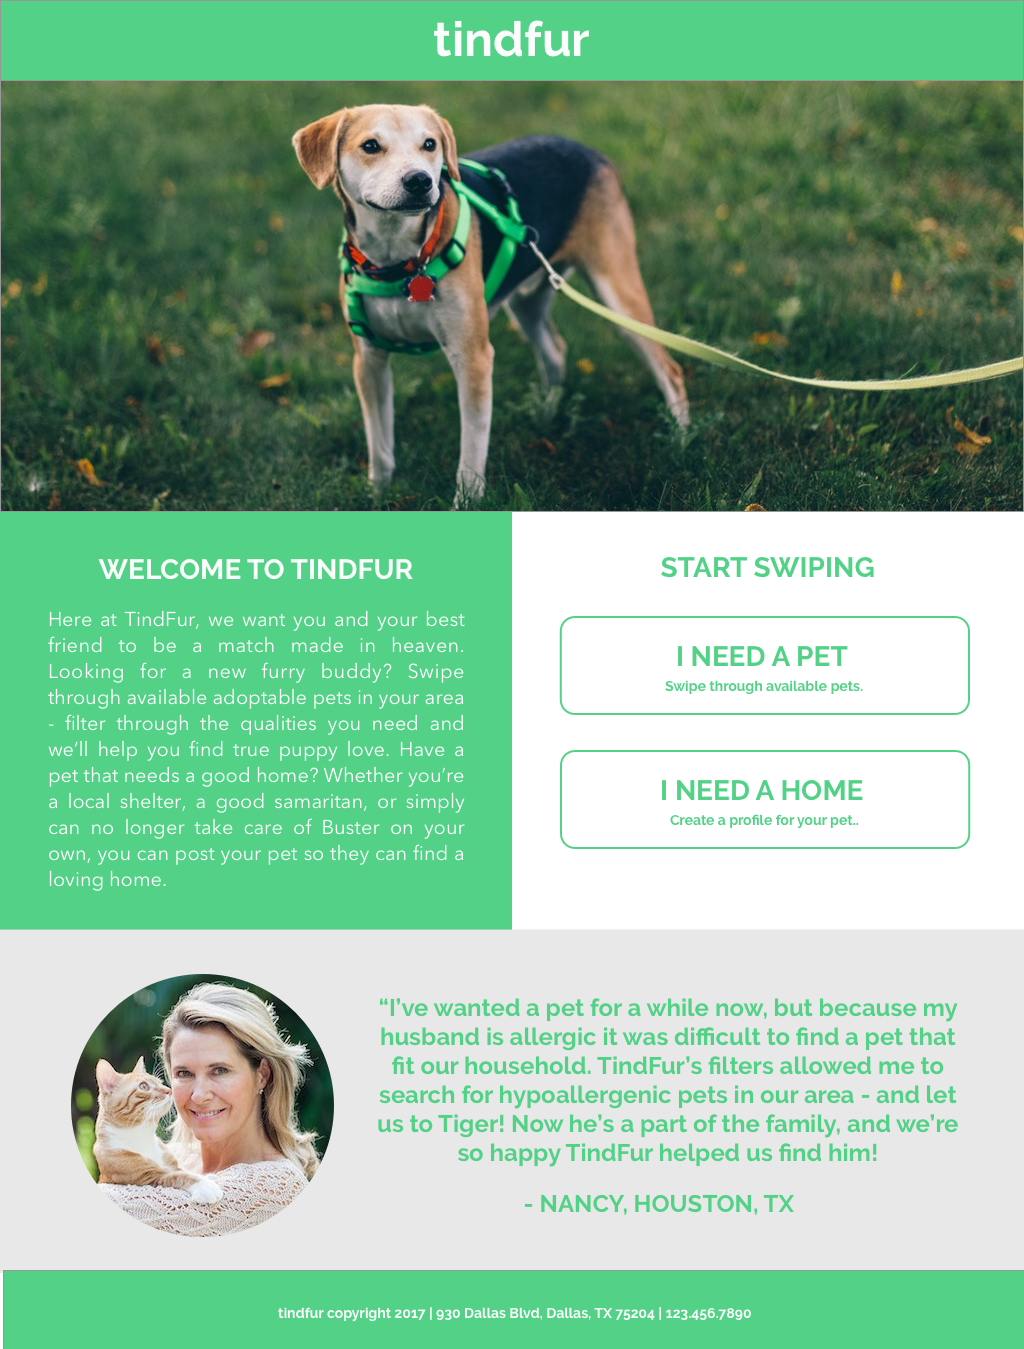 tindfur
WELCOME TO TINDFUR
Here at TindFur, we want you and your best
friend to be a match made in heaven.
Looking for a new furry buddy? Swipe
through available adoptable pets in your area
- filter through the qualities you need and
we’ll help you find true puppy love. Have a
pet that needs a good home? Whether you’re
a local shelter, a good samaritan, or simply
can no longer take care of Buster on your
own, you can post your pet so they can find a
loving home.
START SWIPING
I NEED A PET
Swipe through available pets.
I NEED A HOME
Create a profile for your pet..
“I’ve wanted a pet for a while now, but because my
husband is allergic it was difficult to find a pet that
fit our household. TindFur’s filters allowed me to
search for hypoallergenic pets in our area - and let
us to Tiger! Now he’s a part of the family, and we’re
so happy TindFur helped us find him!
- NANCY, HOUSTON, TX
tindfur copyright 2017 | 930 Dallas Blvd, Dallas, TX 75204 | 123.456.7890